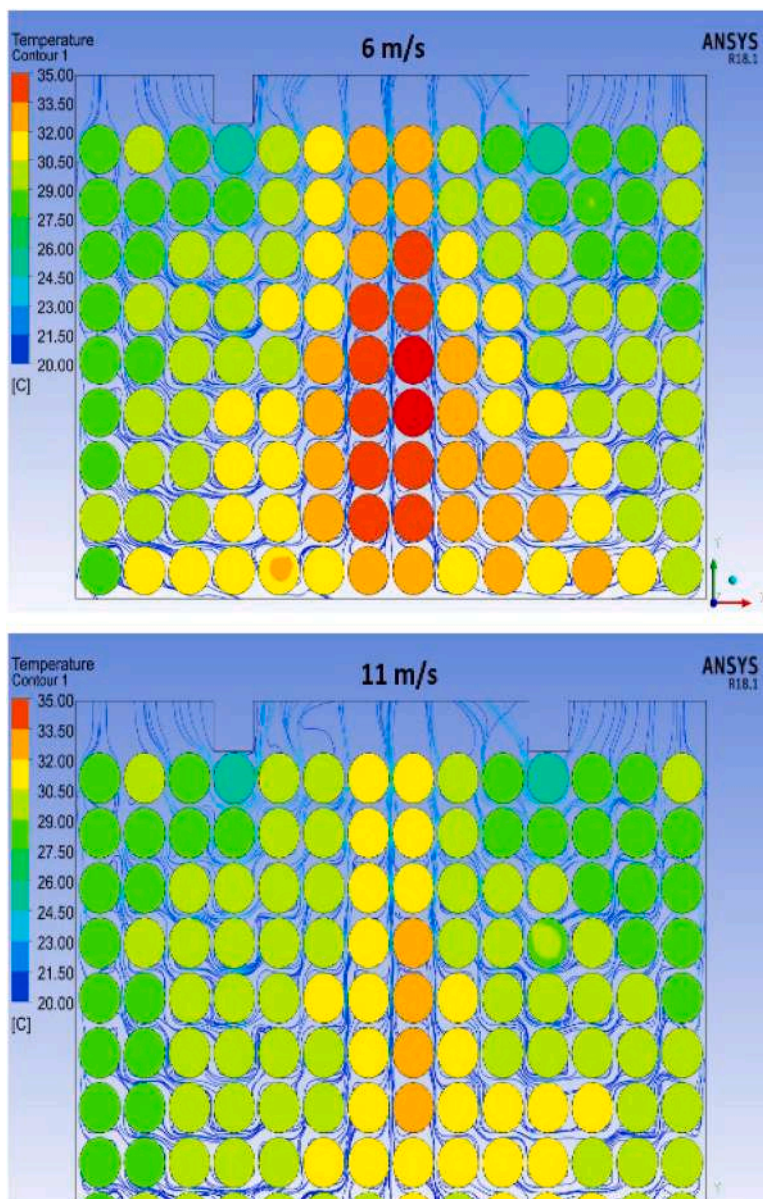 Temperature
Contour 1
6 m/s
ANSYS
R18.1
35.00
33.50
32.00
30.50
29.00
27.50
26.00
24.50
23.00
21.50
20.00
[C]
Y
X
Temperature
Contour 1
11 m/s
ANSYS
R18.1
35.00
33.50
32.00
30.50
29.00
27.50
26.00
24.50
23.00
21.50
20.00
[C]
Y